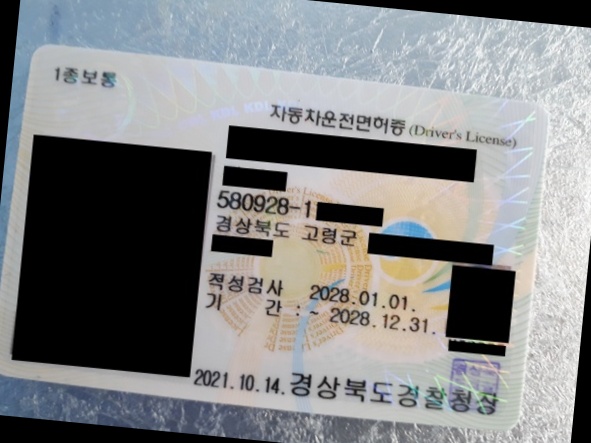 1종보통
자동차운전면허증 (Driver's License)
580928-1
경상북도 고령군
적성검사 2028.01.01.
기 간 : ~ 2028.12.31.
2021.10.14. 경상북도경찰청장